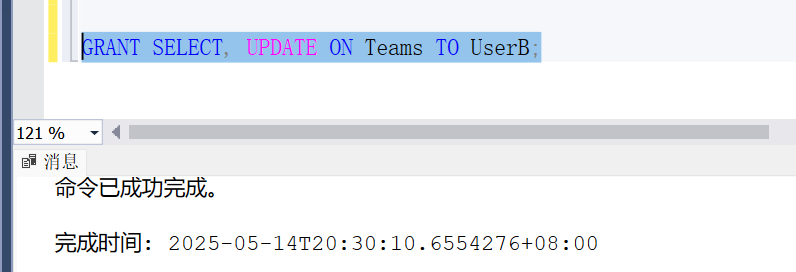 GRANT SELECT, UPDATE ON Teams TO UserB;
121 %
消息
命令已成功完成。
完成时间: 2025-05-14T20:30:10.6554276+08:00